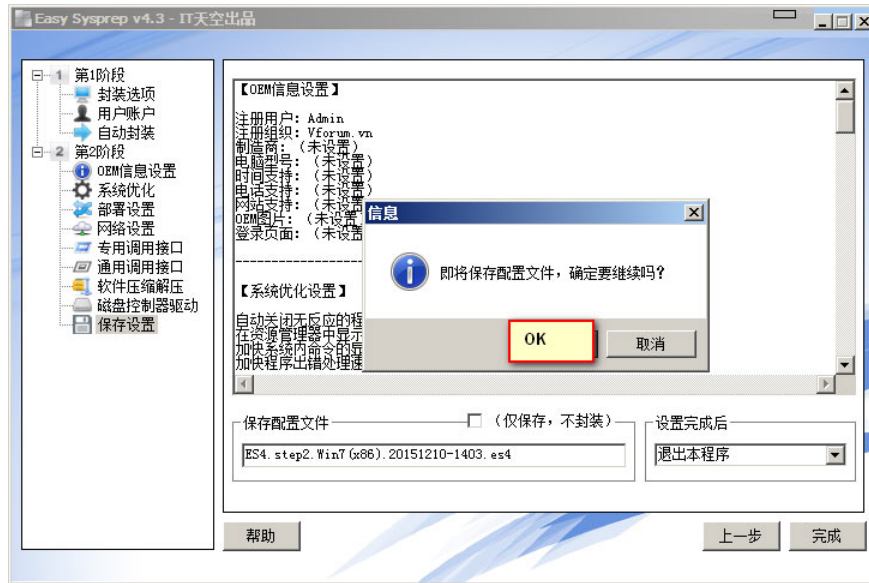 Easy Sysprep v4.3 - IT天空出品
1 第1阶段
封装选项
用户账户
自动封装
2 第2阶段
OEM信息设置
系统优化
部署设置
网络设置
专用调用接口
通用调用接口
软件压缩解压
磁盘控制器驱动
保存设置
【OEM信息设置】
注册用户: Admin
注册组织: Vforum.vn
制造商: (未设置)
电脑型号: (未设置)
时间支持: (未设置)
电话支持: (未设置)
网站支持: (未设置
OEM图片: (未设置
登录页面: (未设置
--------------------
【系统优化设置】
自动关闭无反应的程
在资源管理器中显示
加快系统内命令的显
加快程序出错处理速
信息
即将保存配置文件，确定要继续吗?
OK
取消
保存配置文件 (仅保存，不封装)
ES4.step2.Win7(x86).20151210-1403.es4
设置完成后
退出本程序
帮助
上一步
完成